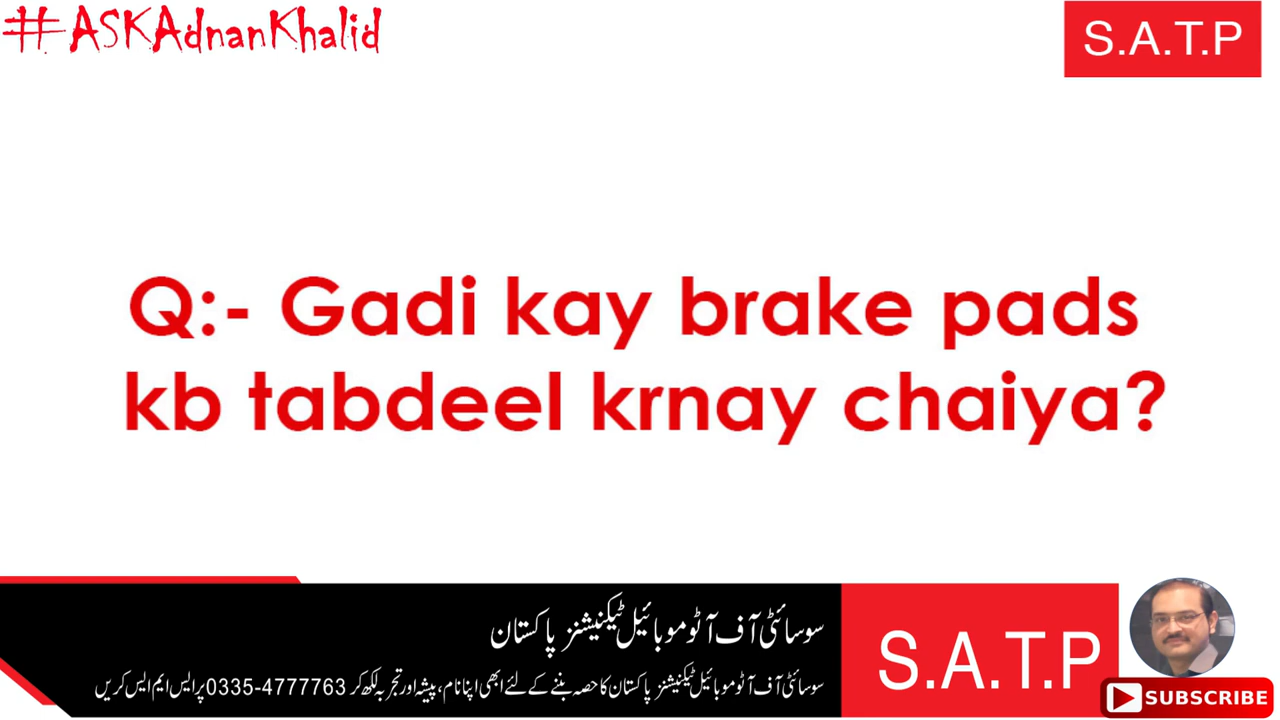 #ASKAdnanKhalid
S.A.T.P
Q:- Gadi kay brake pads
kb tabdeel krnay chaiya?
سوسائٹی آف آٹوموبائیل ٹیکنیشنز پاکستان
سوسائٹی آف آٹوموبائیل ٹیکنیشنز پاکستان کا حصہ بننے کے لئے ابھی اپنا نام، پیشہ اور تجربہ لکھ کر 0335-4777763 پر ایس ایم ایس کریں
S.A.T.P
SUBSCRIBE